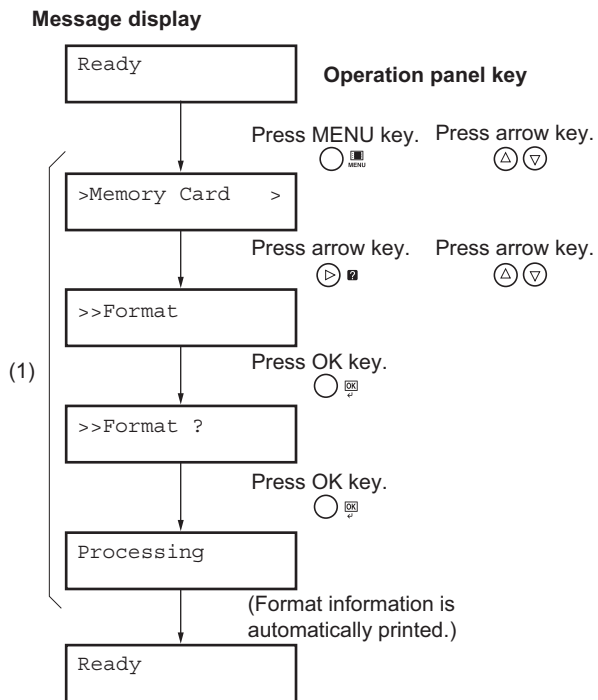 Message display
Ready
Operation panel key
Press MENU key. Press arrow key.
MENU
>Memory Card >
Press arrow key. Press arrow key.
?
>>Format
(1)
Press OK key.
OK
>>Format ?
Press OK key.
OK
Processing
(Format information is
automatically printed.)
Ready